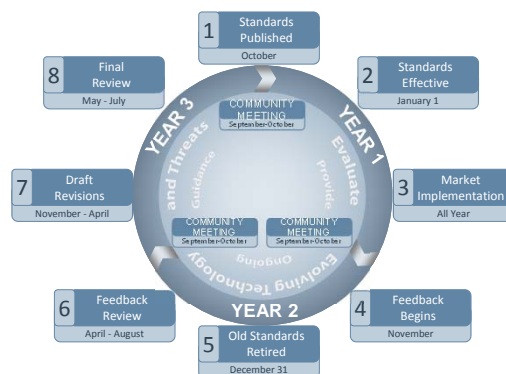 1
Standards
Published
October
2
Standards
Effective
January 1
3
Market
Implementation
All Year
4
Feedback
Begins
November
5
Old Standards
Retired
December 31
6
Feedback
Review
April - August
7
Draft
Revisions
November - April
8
Final
Review
May - July
YEAR 1
YEAR 2
YEAR 3
Evaluate
Evolving Technology
and Threats
Provide
Ongoing
Guidance
COMMUNITY
MEETING
September-October
COMMUNITY
MEETING
September-October
COMMUNITY
MEETING
September-October